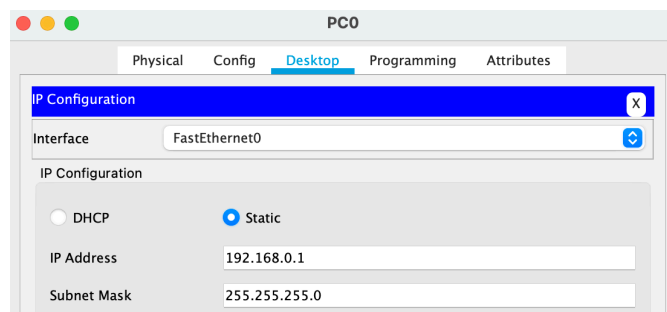 PC0
Physical Config Desktop Programming Attributes
IP Configuration X
Interface FastEthernet0
IP Configuration
DHCP Static
IP Address 192.168.0.1
Subnet Mask 255.255.255.0